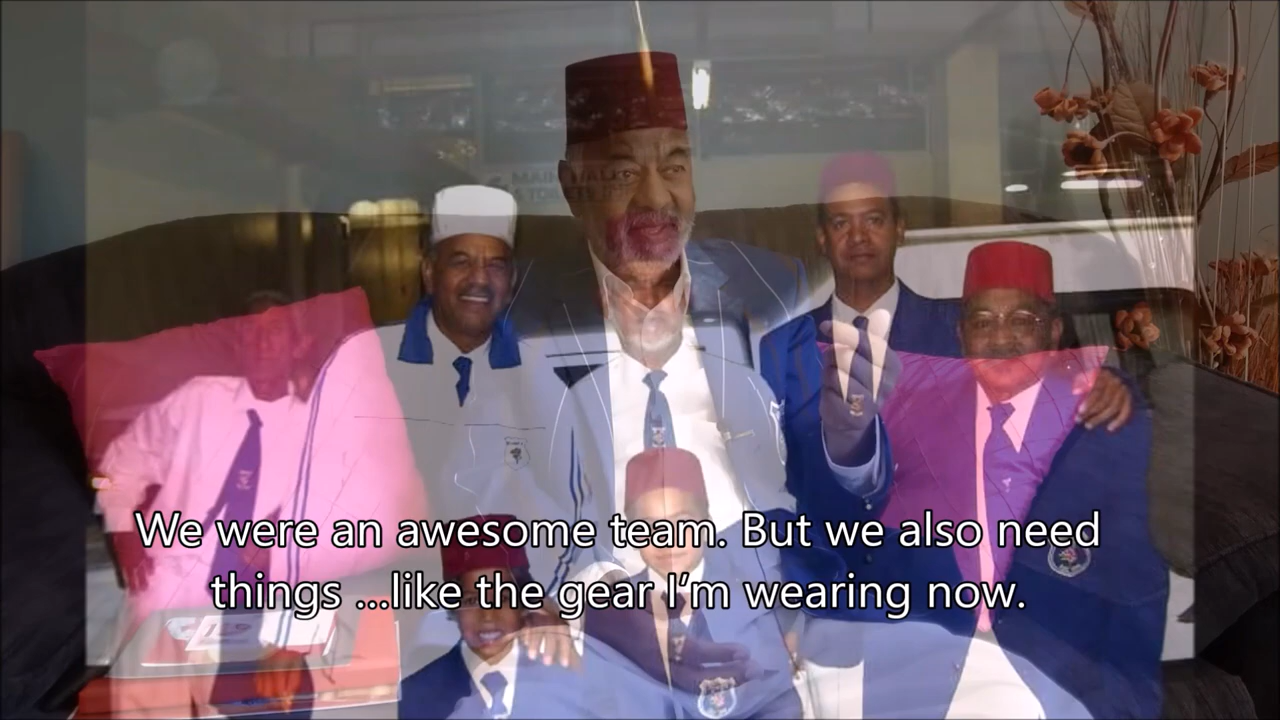 We were an awesome team. But we also need
things ...like the gear I'm wearing now.